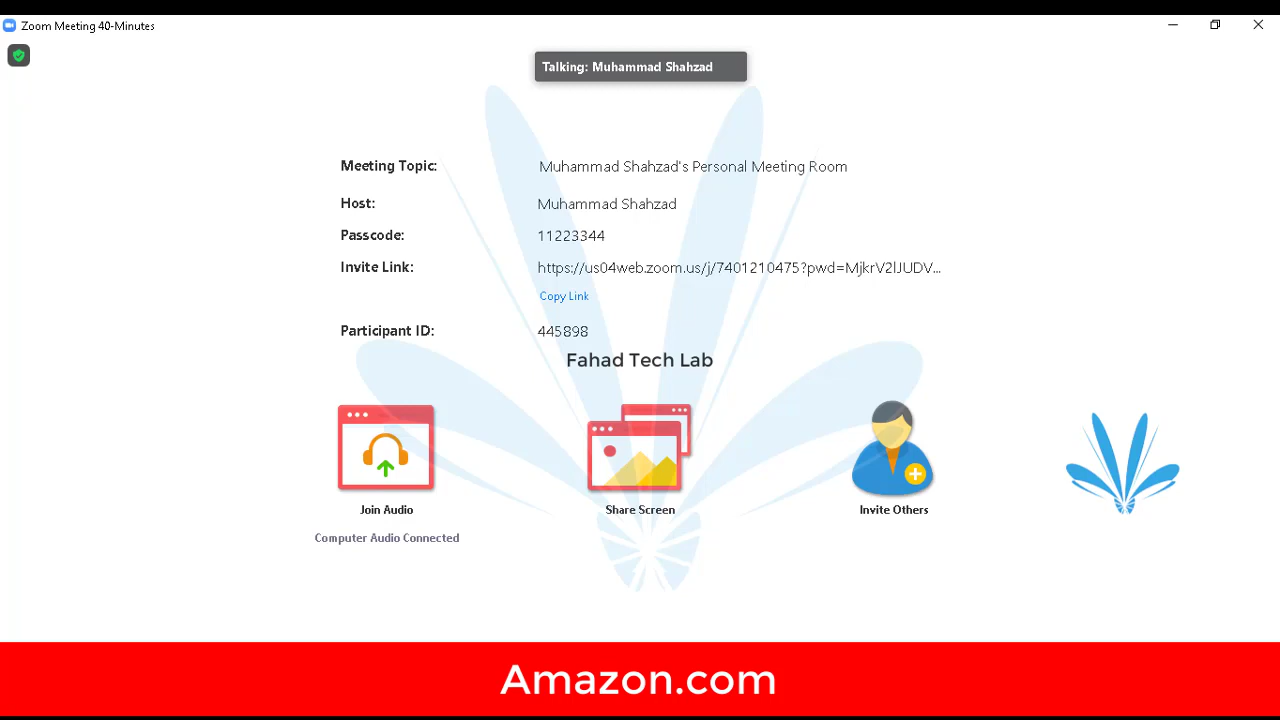 Zoom Meeting 40-Minutes
Talking: Muhammad Shahzad
Meeting Topic: Muhammad Shahzad's Personal Meeting Room
Host: Muhammad Shahzad
Passcode: 11223344
Invite Link: https://us04web.zoom.us/j/7401210475?pwd=MjkrV2lJUDV...
Copy Link
Participant ID: 445898
Fahad Tech Lab
Join Audio Share Screen Invite Others
Computer Audio Connected
Amazon.com